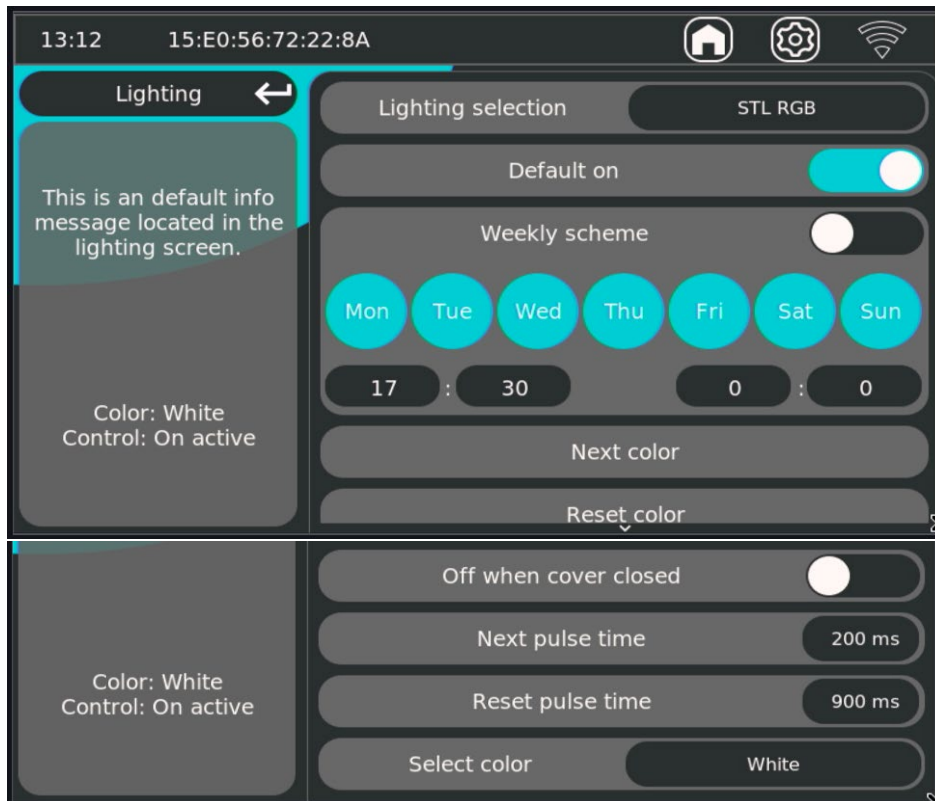 13:12 15:E0:56:72:22:8A
Lighting
This is an default info
message located in the
lighting screen.
Color: White
Control: On active
Lighting selection STL RGB
Default on
Weekly scheme
Mon Tue Wed Thu Fri Sat Sun
17 : 30 0 : 0
Next color
Reset color
Color: White
Control: On active
Off when cover closed
Next pulse time 200 ms
Reset pulse time 900 ms
Select color White